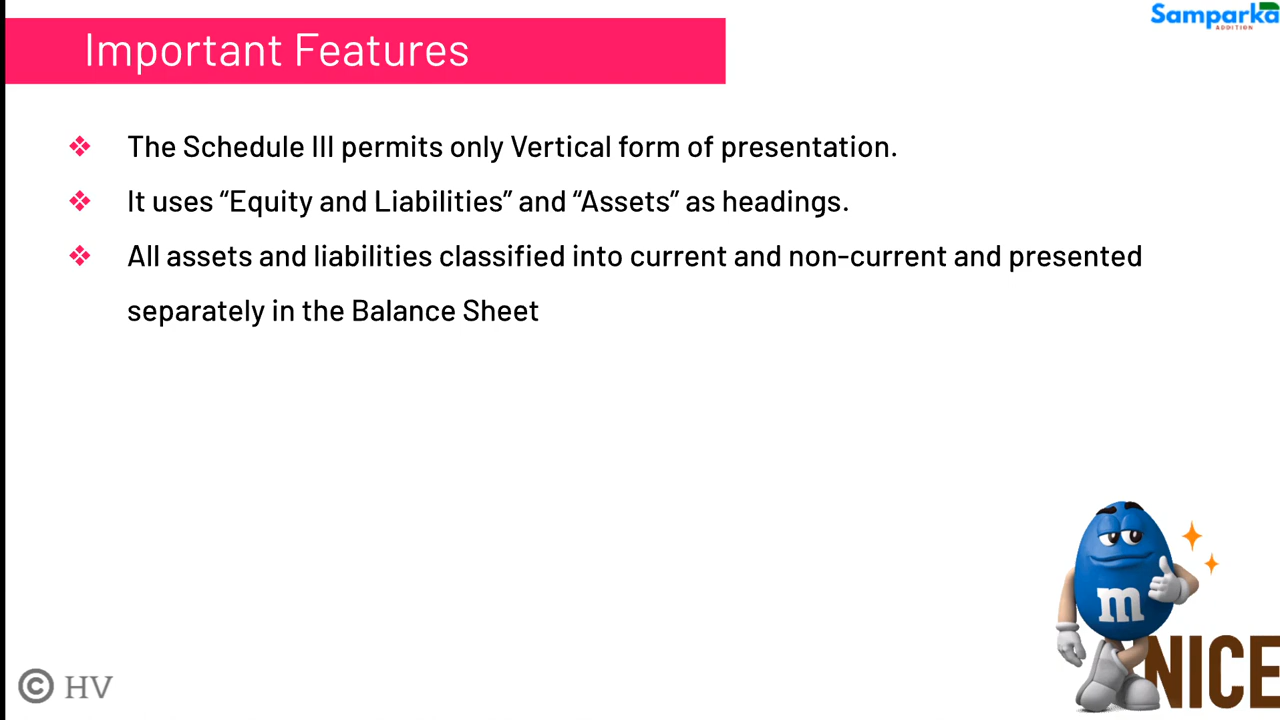 Samparka
ADDITION
Important Features
❖ The Schedule III permits only Vertical form of presentation.
❖ It uses “Equity and Liabilities” and “Assets” as headings.
❖ All assets and liabilities classified into current and non-current and presented
separately in the Balance Sheet
m
NICE
© HV